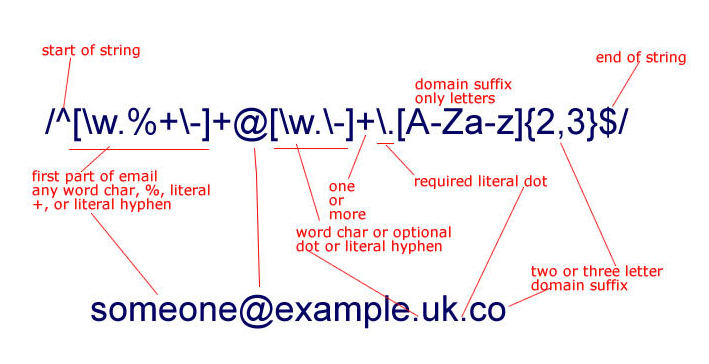 start of string
end of string
domain suffix
only letters
/^[\w.%+\-]+@[\w.\-]+\.[A-Za-z]{2,3}$/
first part of email
any word char, %, literal
+, or literal hyphen
one
or
more
required literal dot
word char or optional
dot or literal hyphen
two or three letter
domain suffix
someone@example.uk.co